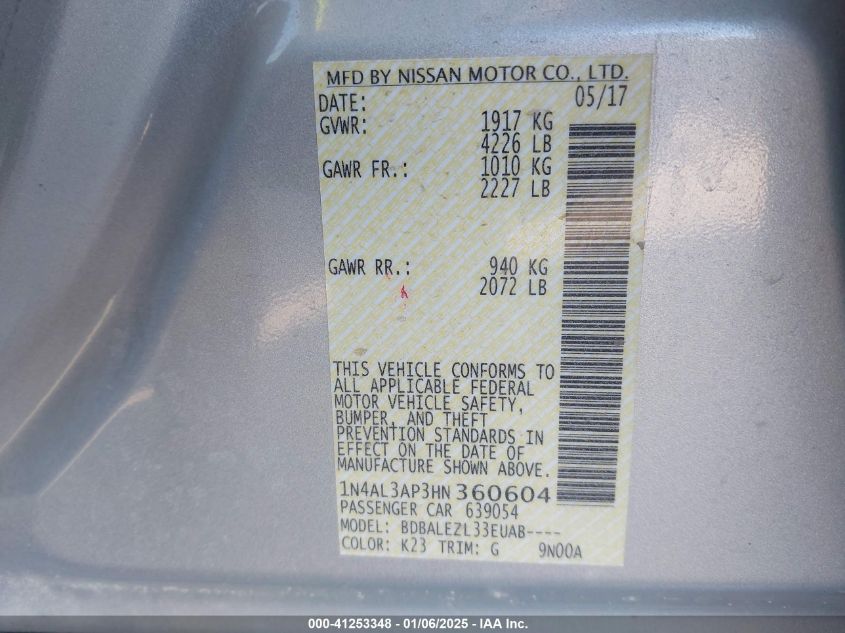 MFD BY NISSAN MOTOR CO., LTD.
DATE: 05/17
GVWR: 1917 KG
4226 LB
GAWR FR.: 1010 KG
2227 LB
GAWR RR.: 940 KG
2072 LB
THIS VEHICLE CONFORMS TO
ALL APPLICABLE FEDERAL
MOTOR VEHICLE SAFETY,
BUMPER, AND THEFT
PREVENTION STANDARDS IN
EFFECT ON THE DATE OF
MANUFACTURE SHOWN ABOVE.
1N4AL3AP3HN 360604
PASSENGER CAR 639054
MODEL: BDBALEZL33EUAB----
COLOR: K23 TRIM: G 9N00A
000-41253348 - 01/06/2025 - IAA Inc.